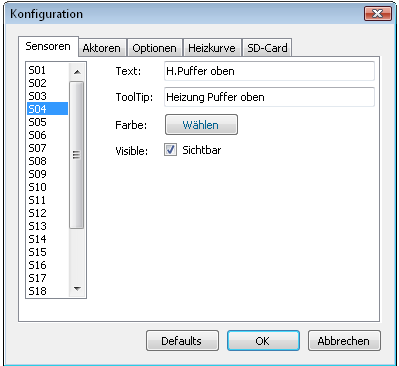 Konfiguration
Sensoren Aktoren Optionen Heizkurve SD-Card
S01
S02
S03
S04
S05
S06
S07
S08
S09
S10
S11
S12
S13
S14
S15
S16
S17
S18
Text: H.Puffer oben
ToolTip: Heizung Puffer oben
Farbe: Wählen
Visible: Sichtbar
Defaults OK Abbrechen